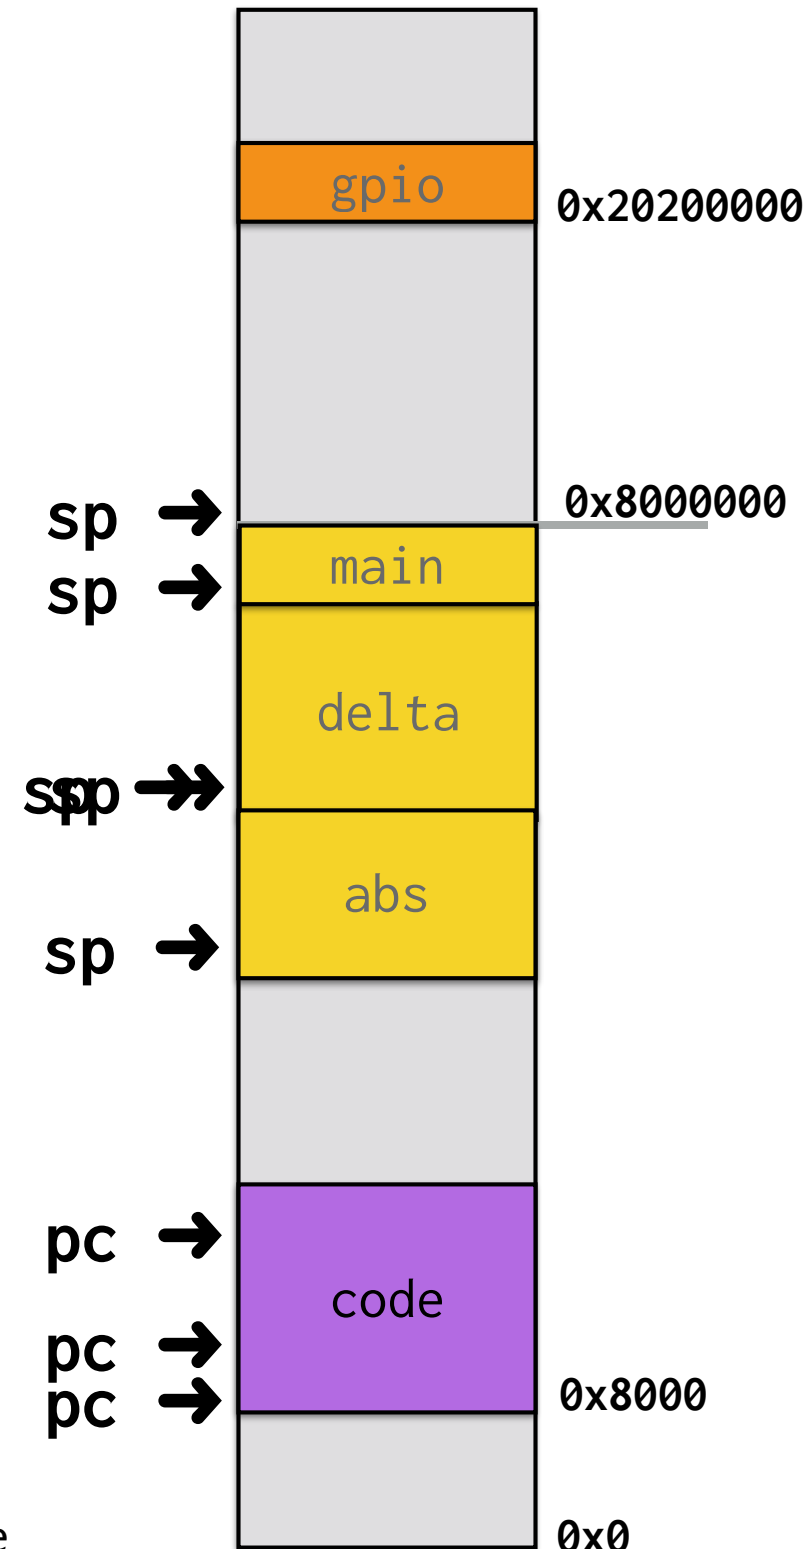 gpio
0x20200000
0x8000000
sp
main
sp
delta
sp sp
abs
sp
pc
code
pc
pc
0x8000
e
0x0